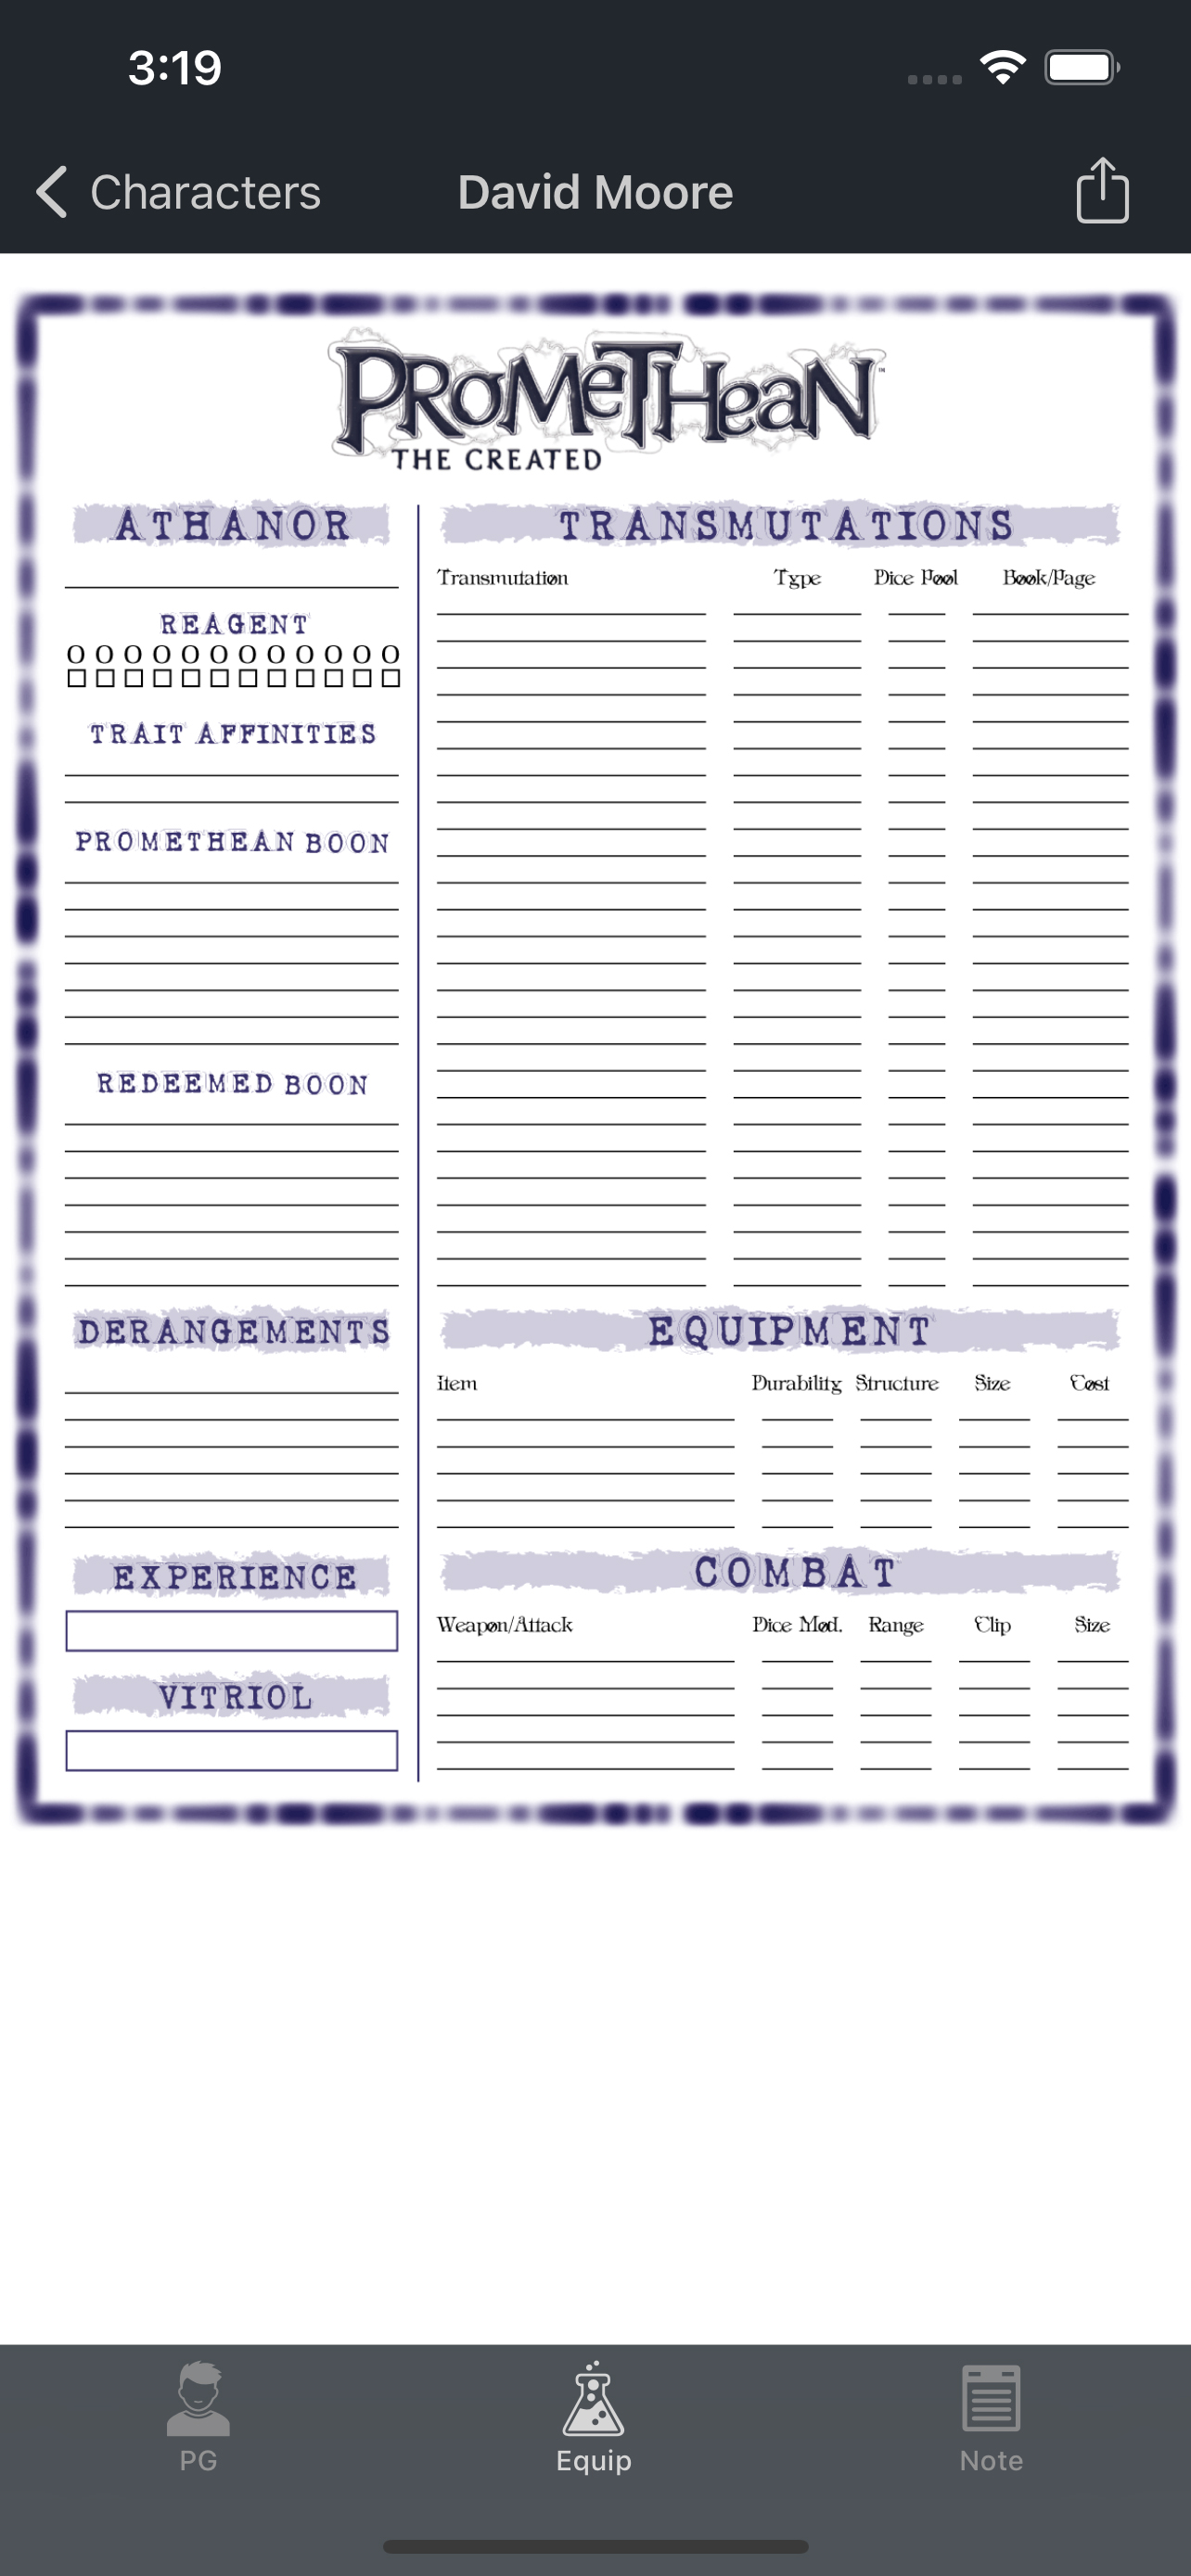 3:19
Characters
David Moore
PROMETHEAN™
THE CREATED
ATHANOR
REAGENT
O O O O O O O O O O O O
TRAIT AFFINITIES
PROMETHEAN BOON
REDEEMED BOON
DERANGEMENTS
EXPERIENCE
VITRIOL
TRANSMUTATIONS
Transmutation Type Dice Pool Book/Page
EQUIPMENT
Item Durability Structure Size Cost
COMBAT
Weapon/Attack Dice Mod. Range Clip Size
PG
Equip
Note